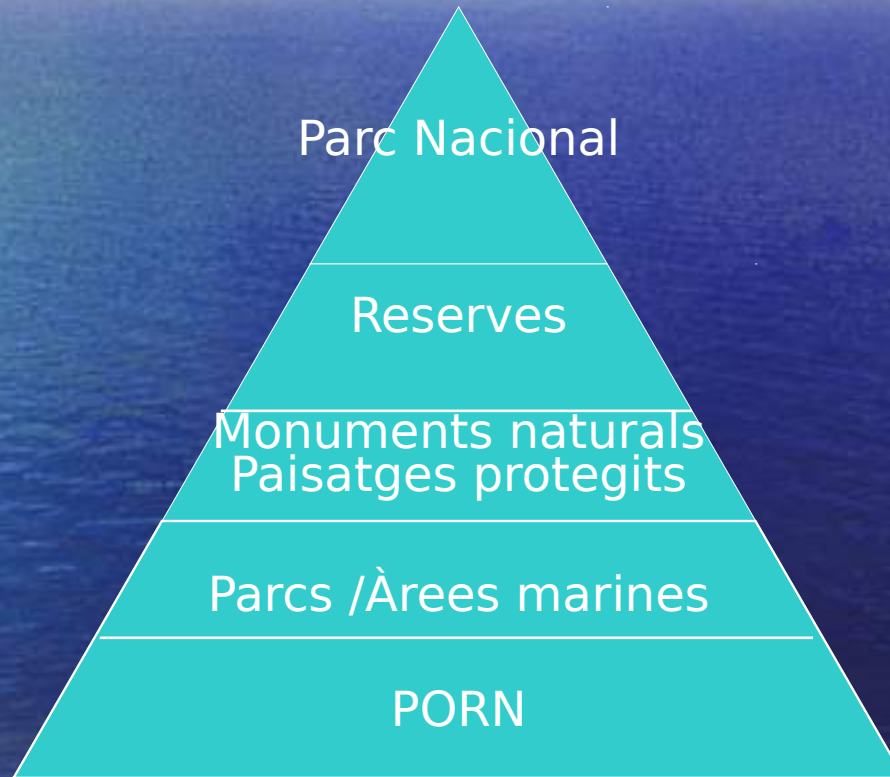 Parc Nacional
Reserves
Monuments naturals
Paisatges protegits
Parcs /Àrees marines
PORN